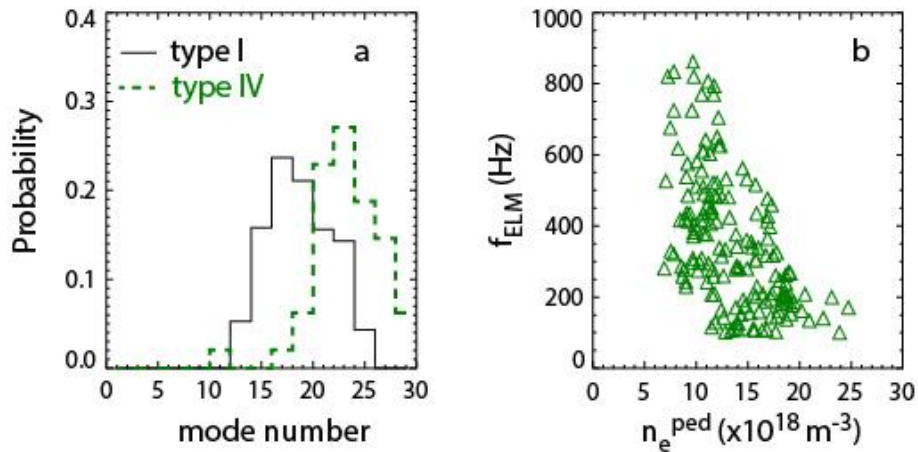 0.4
0.3
0.2
0.1
0.0
Probability
type I
type IV
a
0 5 10 15 20 25 30
mode number
1000
800
600
400
200
0
f_ELM (Hz)
b
0 5 10 15 20 25 30
n_e^ped (x10^18 m^-3)